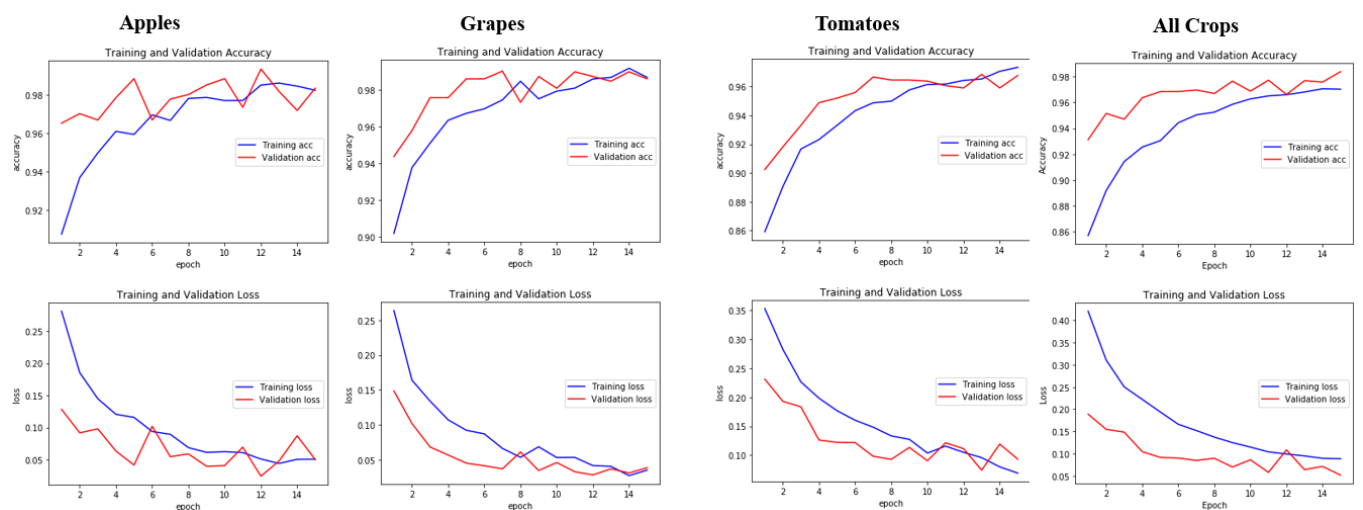 Apples
Training and Validation Accuracy
accuracy
0.98
0.96
0.94
0.92
Training acc
Validation acc
2 4 6 8 10 12 14
epoch
Grapes
Training and Validation Accuracy
accuracy
0.98
0.96
0.94
0.92
0.90
Training acc
Validation acc
2 4 6 8 10 12 14
epoch
Tomatoes
Training and Validation Accuracy
accuracy
0.96
0.94
0.92
0.90
0.88
0.86
Training acc
Validation acc
2 4 6 8 10 12 14
epoch
All Crops
Training and Validation Accuracy
Accuracy
0.98
0.96
0.94
0.92
0.90
0.88
0.86
Training acc
Validation acc
2 4 6 8 10 12 14
Epoch
Training and Validation Loss
loss
0.25
0.20
0.15
0.10
0.05
Training loss
Validation loss
2 4 6 8 10 12 14
epoch
Training and Validation Loss
loss
0.25
0.20
0.15
0.10
0.05
Training loss
Validation loss
2 4 6 8 10 12 14
epoch
Training and Validation Loss
loss
0.35
0.30
0.25
0.20
0.15
0.10
Training loss
Validation loss
2 4 6 8 10 12 14
epoch
Training and Validation Loss
Loss
0.40
0.35
0.30
0.25
0.20
0.15
0.10
0.05
Training loss
Validation loss
2 4 6 8 10 12 14
Epoch